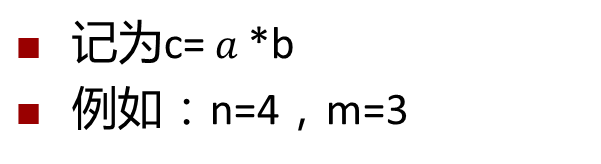 ■ 记为c= a *b
■ 例如：n=4，m=3